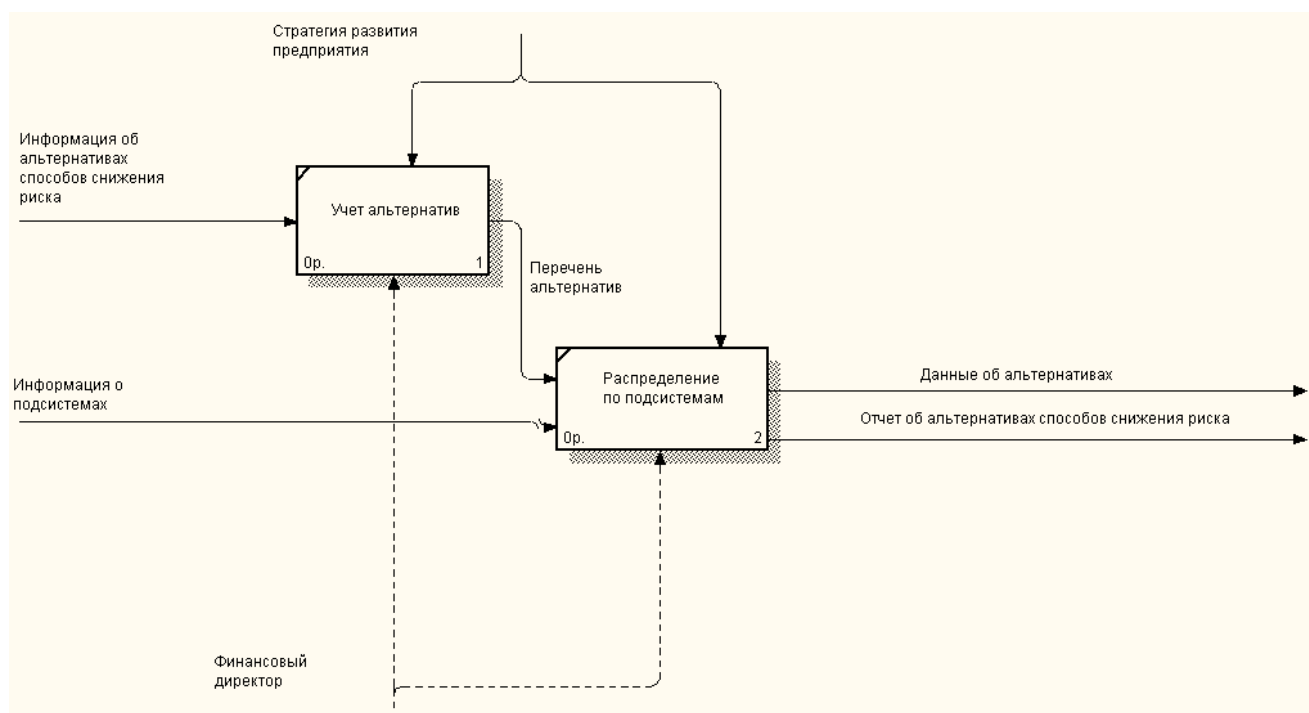 Стратегия развития
предприятия
Информация об
альтернативах
способов снижения
риска
Учет альтернатив
0р. 1
Перечень
альтернатив
Информация о
подсистемах
Распределение
по подсистемам
0р. 2
Данные об альтернативах
Отчет об альтернативах способов снижения риска
Финансовый
директор